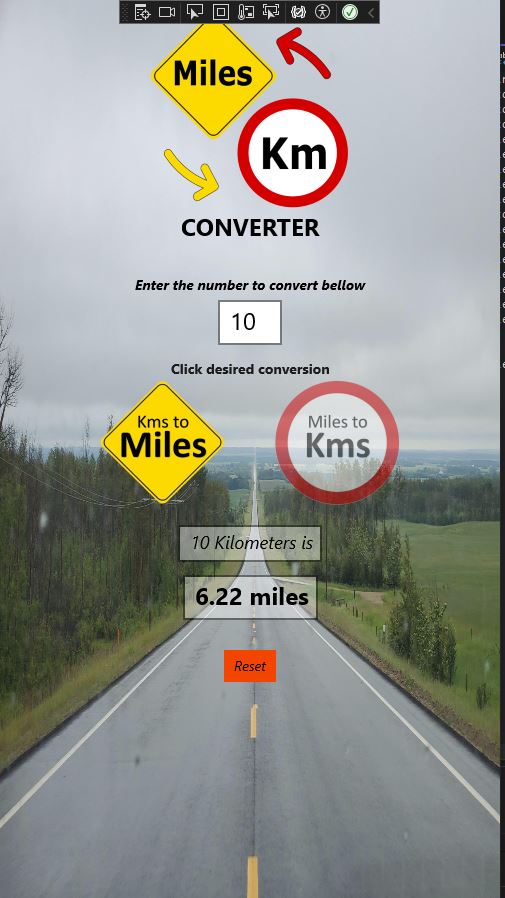 Miles
Km
CONVERTER
Enter the number to convert bellow
10
Click desired conversion
Kms to
Miles
Miles to
Kms
10 Kilometers is
6.22 miles
Reset